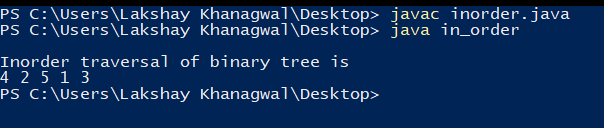 PS C:\Users\Lakshay Khanagwal\Desktop> javac inorder.java
PS C:\Users\Lakshay Khanagwal\Desktop> java in_order
Inorder traversal of binary tree is
4 2 5 1 3
PS C:\Users\Lakshay Khanagwal\Desktop>